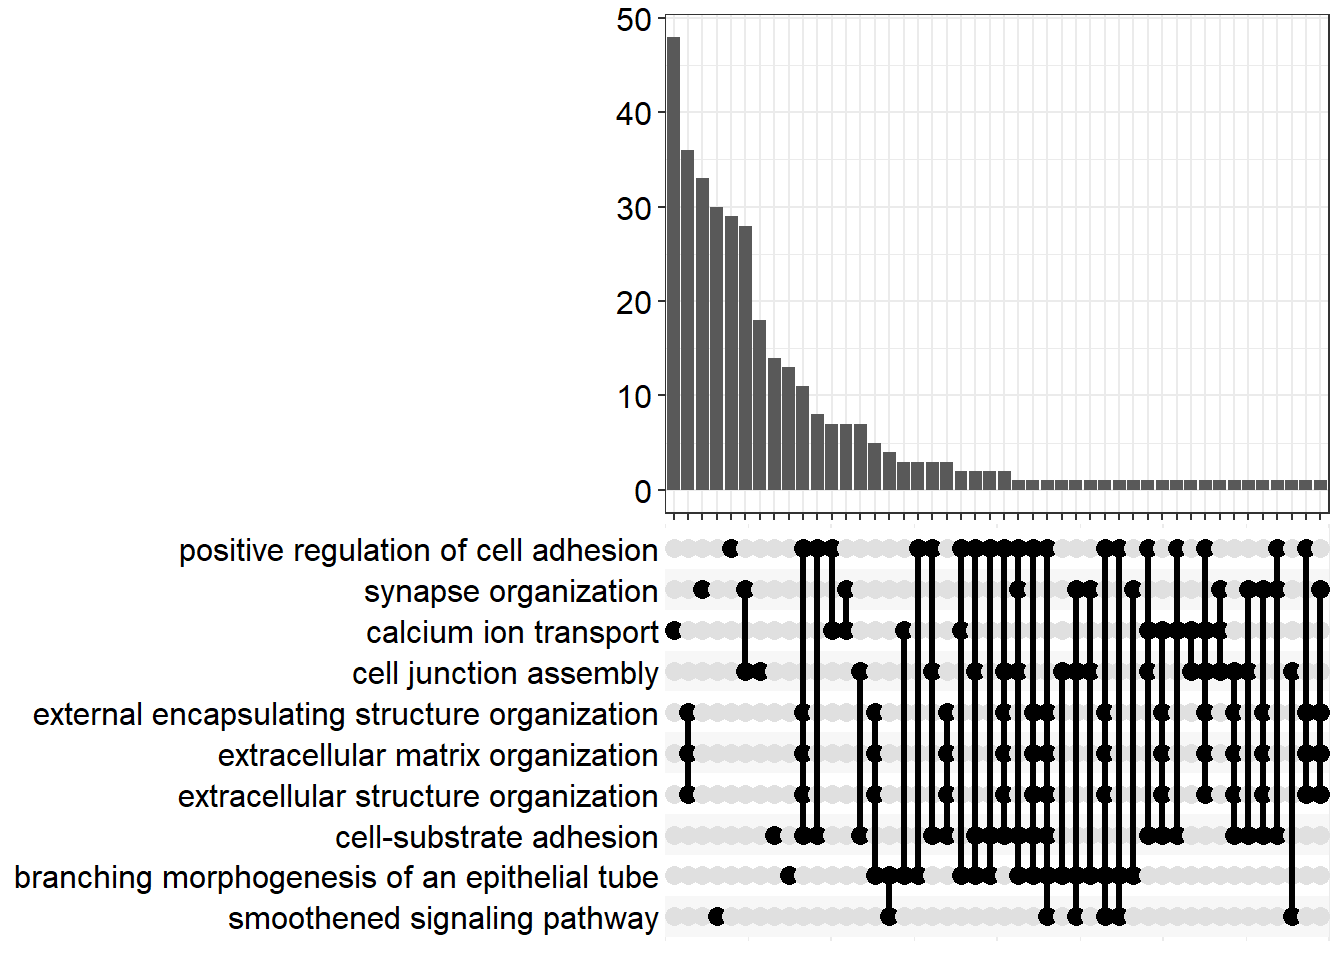 50
40
30
20
10
0
positive regulation of cell adhesion
synapse organization
calcium ion transport
cell junction assembly
external encapsulating structure organization
extracellular matrix organization
extracellular structure organization
cell-substrate adhesion
branching morphogenesis of an epithelial tube
smoothened signaling pathway